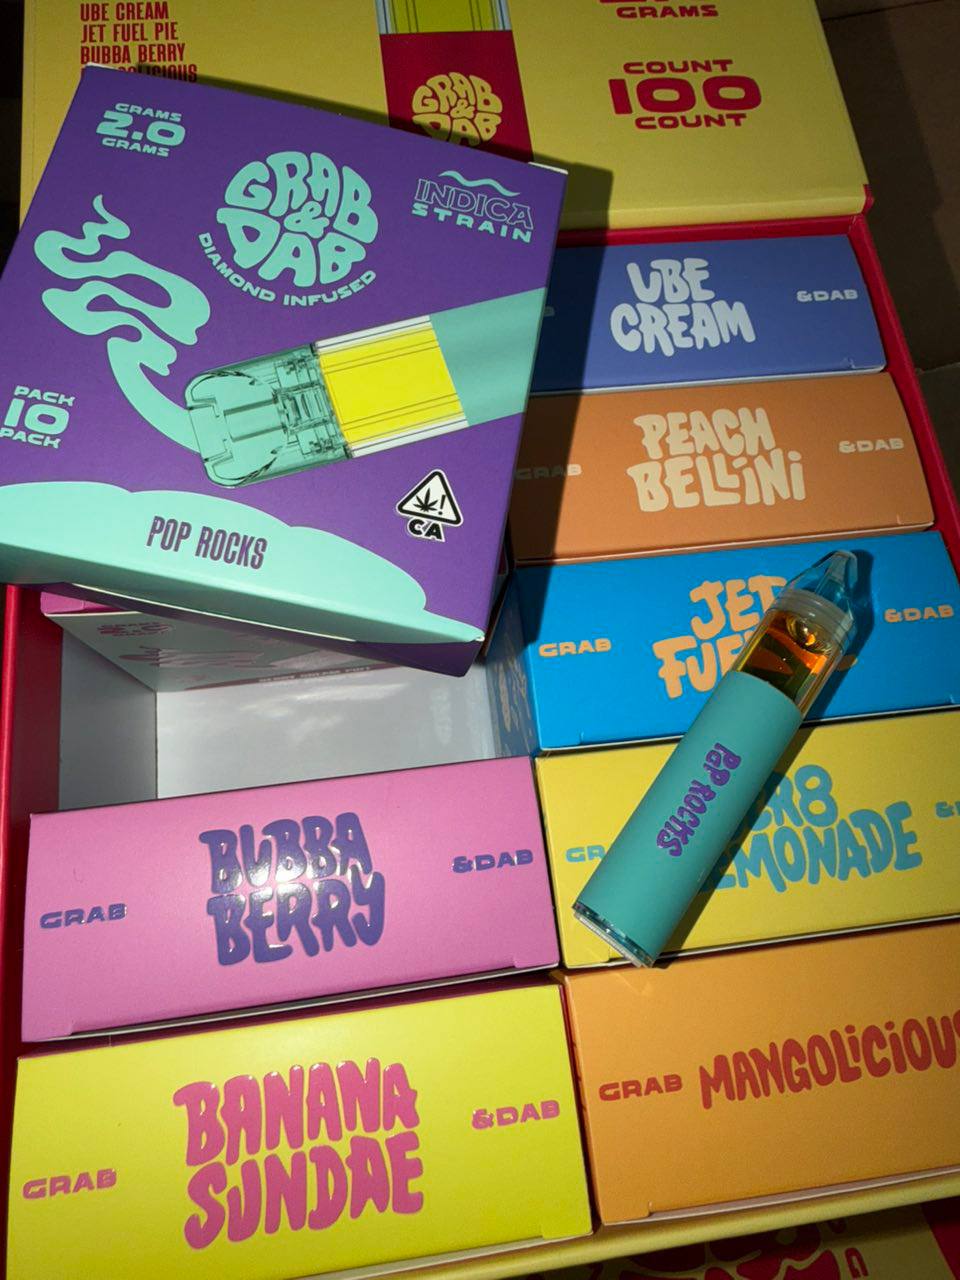 UBE CREAM
JET FUEL PIE
BUBBA BERRY
GRAMS
COUNT
100
COUNT
GRAB
&
DAB
GRAMS
2.0
GRAMS
GRAB
&
DAB
DIAMOND INFUSED
INDICA
STRAIN
PACK
10
PACK
CA
POP ROCKS
UBE
CREAM
&DAB
GRAB
PEACH
BELLINI
&DAB
GRAB
JET
&DAB
POP ROCKS
GRAB
BUBBA
BERRY
&DAB
GRAB
BANANA
SUNDAE
&DAB
GRAB
MANGOLICIOUS